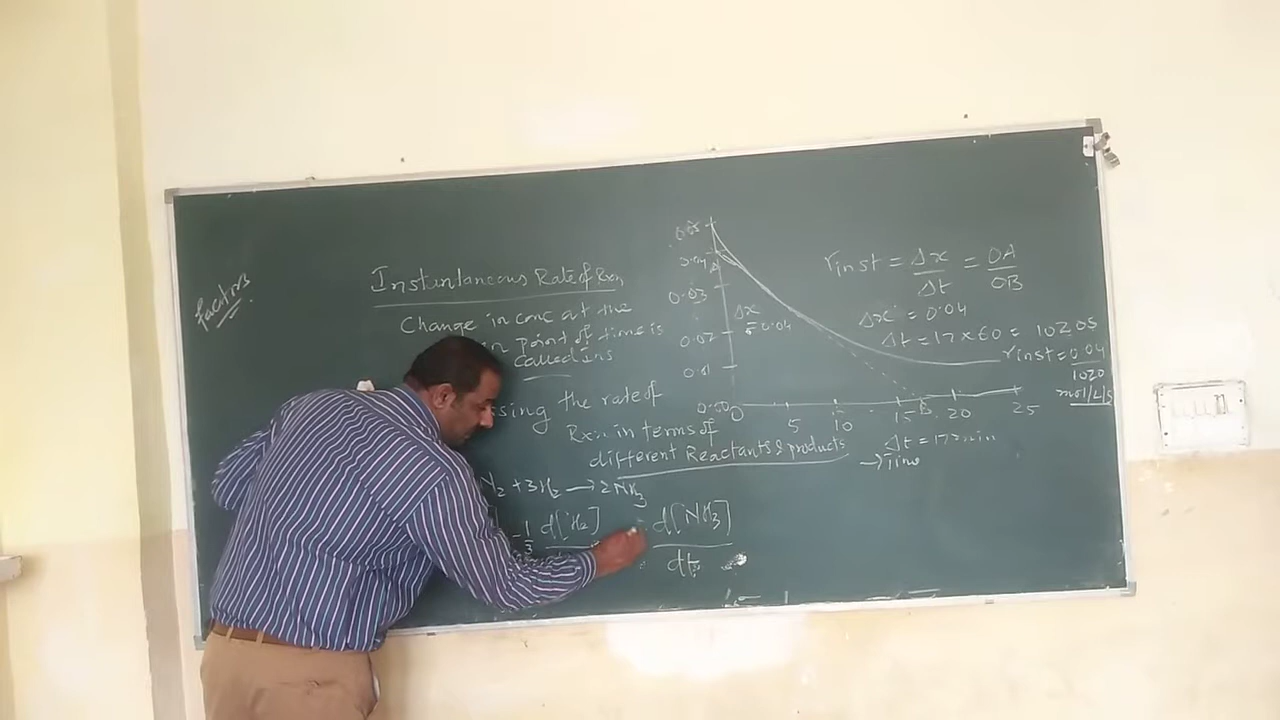 factors
Instantaneous Rate of Rxn
Change in conc at the
point of time is
called Ins
ssing the rate of
Rxn in terms of
different Reactants & products
N₂ + 3H₂ → 2NH₃
- 1/3 d[H₂] = d[NH₃]/dt
0.05
0.04
0.03
0.02
0.01
0.00
0 5 10 15 B 20 25
Δx
= 0.04
Δt = 17 min
→ Time
rinst = Δx/Δt = OA/OB
Δx = 0.04
Δt = 17 × 60 = 1020 s
rinst = 0.04/1020
mol/L/s